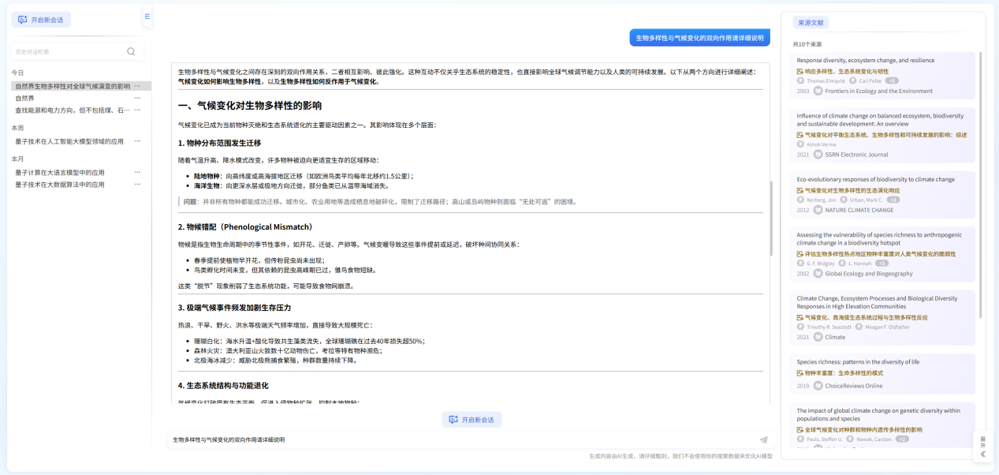 开启新会话
历史对话检索
今日
自然界生物多样性对全球气候演变的影响 ···
自然界 ···
查找能源和电力方向，但不包括煤、石··· ···
本周
量子技术在人工智能大模型领域的应用 ···
本月
量子计算在大语言模型中的应用 ···
量子技术在大数据算法中的应用 ···
生物多样性与气候变化的双向作用请详细说明
生物多样性与气候变化之间存在深刻的双向作用关系，二者相互影响、彼此强化。这种互动不仅关乎生态系统的稳定性，也直接影响全球气候调节能力以及人类的可持续发展。以下从两个方向进行详细阐述：
气候变化如何影响生物多样性，以及生物多样性如何反作用于气候变化。
一、气候变化对生物多样性的影响
气候变化已成为当前物种灭绝和生态系统退化的主要驱动因素之一。其影响体现在多个层面：
1. 物种分布范围发生迁移
随着气温升高、降水模式改变，许多物种被迫向更适宜生存的区域移动：
• 陆地物种：向高纬度或高海拔地区迁移（如欧洲鸟类平均每年北移约1.5公里）；
• 海洋生物：向更深水层或极地方向迁徙，部分鱼类已从温带海域消失。
问题：并非所有物种都能成功迁移。城市化、农业用地等造成栖息地破碎化，限制了迁移路径；高山或岛屿物种则面临“无处可逃”的困境。
2. 物候错配（Phenological Mismatch）
物候是指生物生命周期中的季节性事件，如开花、迁徙、产卵等。气候变暖导致这些事件提前或延迟，破坏种间协同关系：
• 春季提前使植物早开花，但传粉昆虫尚未出现；
• 鸟类孵化时间未变，但其依赖的昆虫高峰期已过，雏鸟食物短缺。
这类“脱节”现象削弱了生态系统功能，可能导致食物网崩溃。
3. 极端气候事件频发加剧生存压力
热浪、干旱、野火、洪水等极端天气频率增加，直接导致大规模死亡：
• 珊瑚白化：海水升温+酸化导致共生藻类流失，全球珊瑚礁在过去40年损失超50%；
• 森林火灾：澳大利亚山火致数十亿动物伤亡，考拉等特有物种濒危；
• 北极海冰减少：威胁北极熊捕食繁殖，种群数量持续下降。
4. 生态系统结构与功能退化
气候变化打破原有生态平衡，促进入侵物种扩张，抑制本地物种：
开启新会话
生物多样性与气候变化的双向作用请详细说明
生成内容由AI生成，请仔细甄别，我们不会使用你的搜索数据来优化AI模型
来源文献
共10个来源
Response diversity, ecosystem change, and resilience
响应多样性、生态系统变化与韧性
Thomas Elmqvist Carl Folke +5
2003 Frontiers in Ecology and the Environment
Influence of climate change on balanced ecosystem, biodiversity
and sustainable development: An overview
气候变化对平衡生态系统、生物多样性和可持续发展的影响：综述
Ashok Verma
2021 SSRN Electronic Journal
Eco-evolutionary responses of biodiversity to climate change
气候变化对生物多样性的生态演化响应
Norberg, Jon Urban, Mark C. +3
2012 NATURE CLIMATE CHANGE
Assessing the vulnerability of species richness to anthropogenic
climate change in a biodiversity hotspot
评估生物多样性热点地区物种丰富度对人类气候变化的脆弱性
G. F. Midgley L. Hannah +3
2002 Global Ecology and Biogeography
Climate Change, Ecosystem Processes and Biological Diversity
Responses in High Elevation Communities
气候变化、高海拔生态系统过程与生物多样性反应
Timothy R. Seastedt Meagan F. Oldfather
2021 Climate
Species richness: patterns in the diversity of life
物种丰富度：生命多样性的模式
2010 ChoiceReviews Online
The impact of global climate change on genetic diversity within
populations and species
全球气候变化对种群和物种内遗传多样性的影响
Pauls, Steffen U. Nowak, Carsten +2
展开